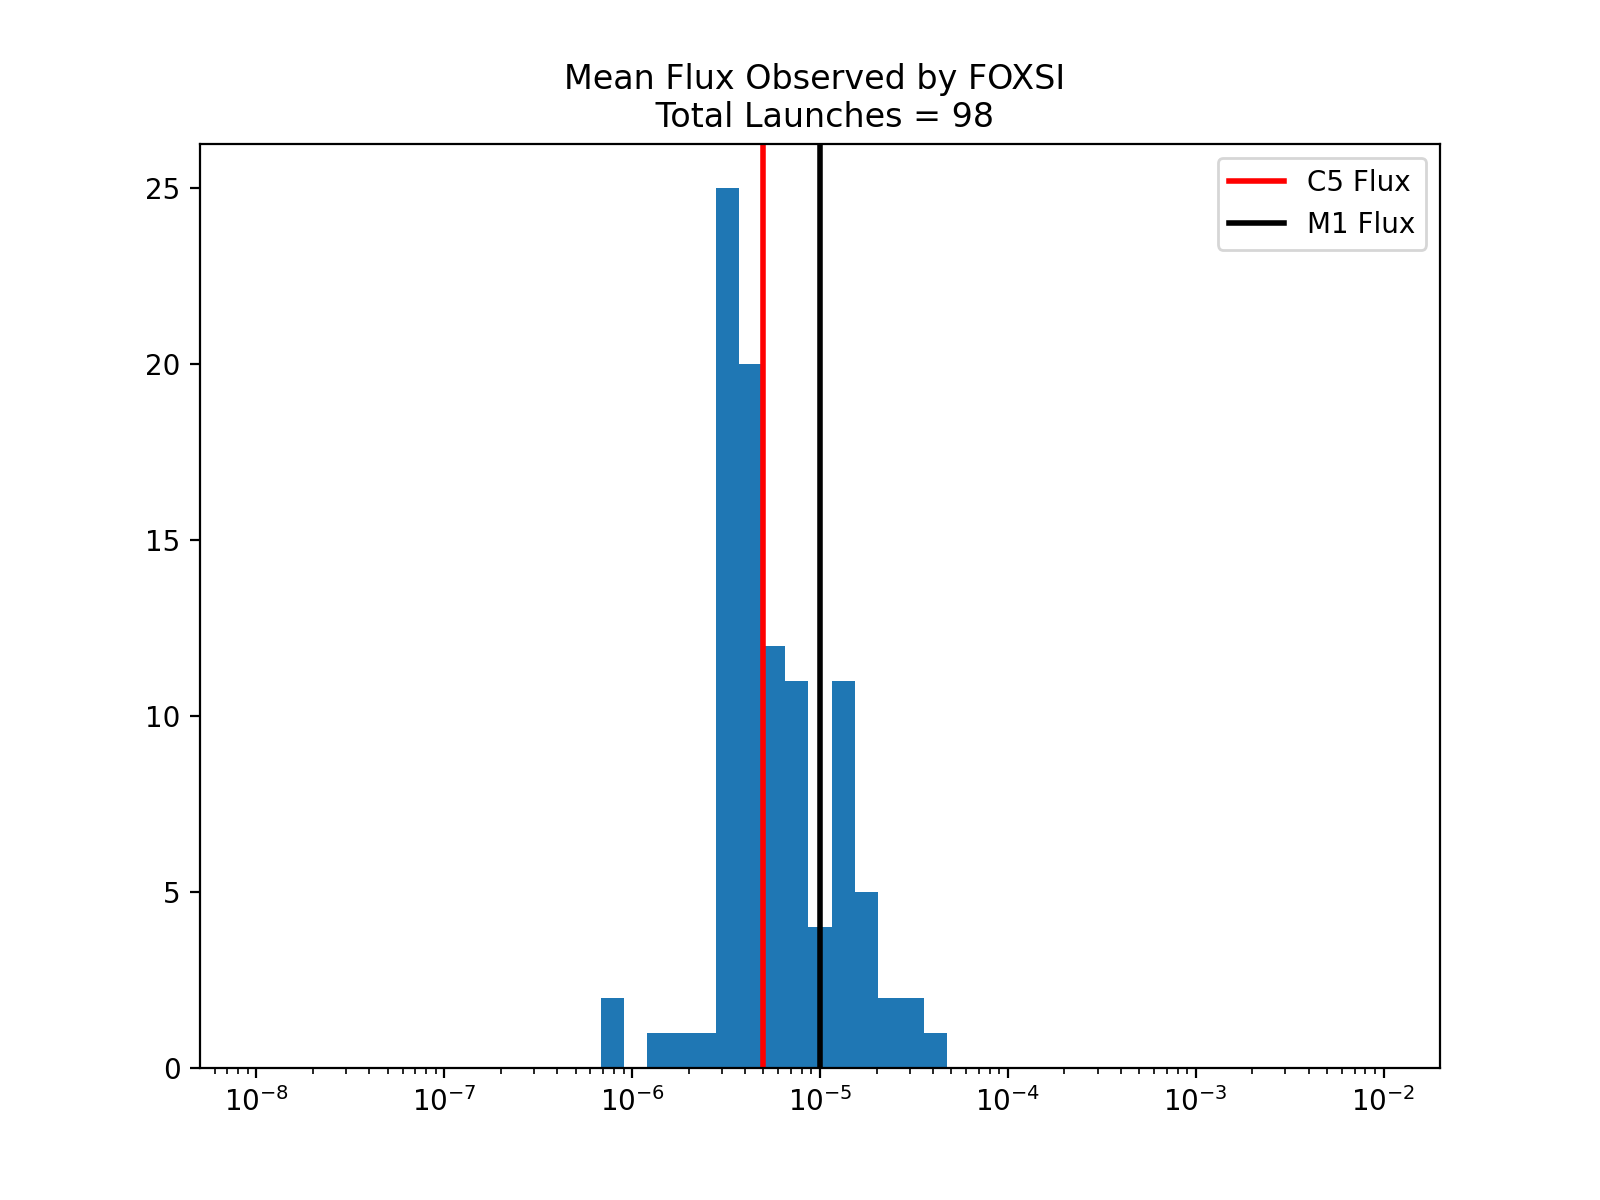 Mean Flux Observed by FOXSI
Total Launches = 98
C5 Flux
M1 Flux
25
20
15
10
5
0
10⁻⁸ 10⁻⁷ 10⁻⁶ 10⁻⁵ 10⁻⁴ 10⁻³ 10⁻²